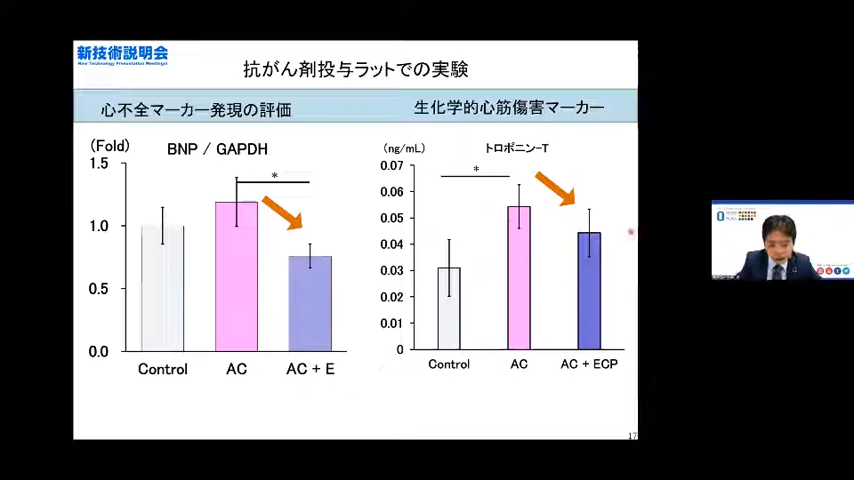 新技術説明会
New Technology Presentation Meetings!
抗がん剤投与ラットでの実験
心不全マーカー発現の評価
生化学的心筋傷害マーカー
(Fold)
BNP / GAPDH
1.5
1.0
0.5
0.0
*
Control
AC
AC + E
(ng/mL)
トロポニン-T
0.07
0.06
0.05
0.04
0.03
0.02
0.01
0
*
Control
AC
AC + ECP
17